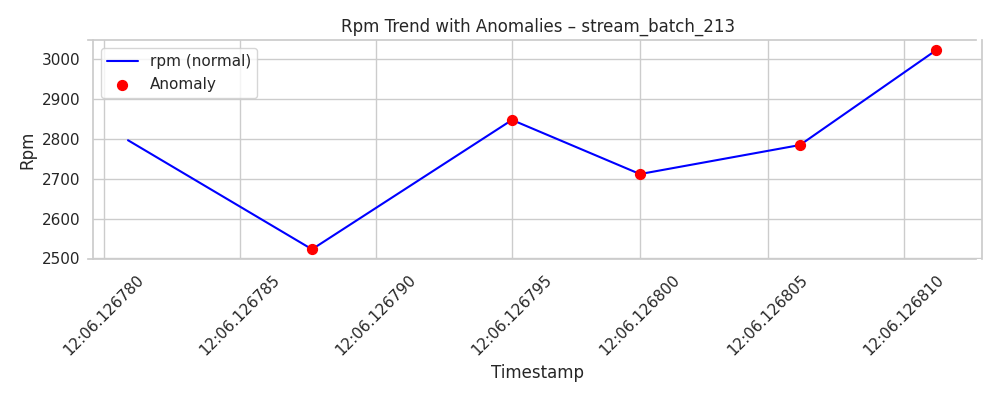 Rpm Trend with Anomalies – stream_batch_213
rpm (normal)
Anomaly
Rpm
3000
2900
2800
2700
2600
2500
12:06.126780
12:06.126785
12:06.126790
12:06.126795
12:06.126800
12:06.126805
12:06.126810
Timestamp